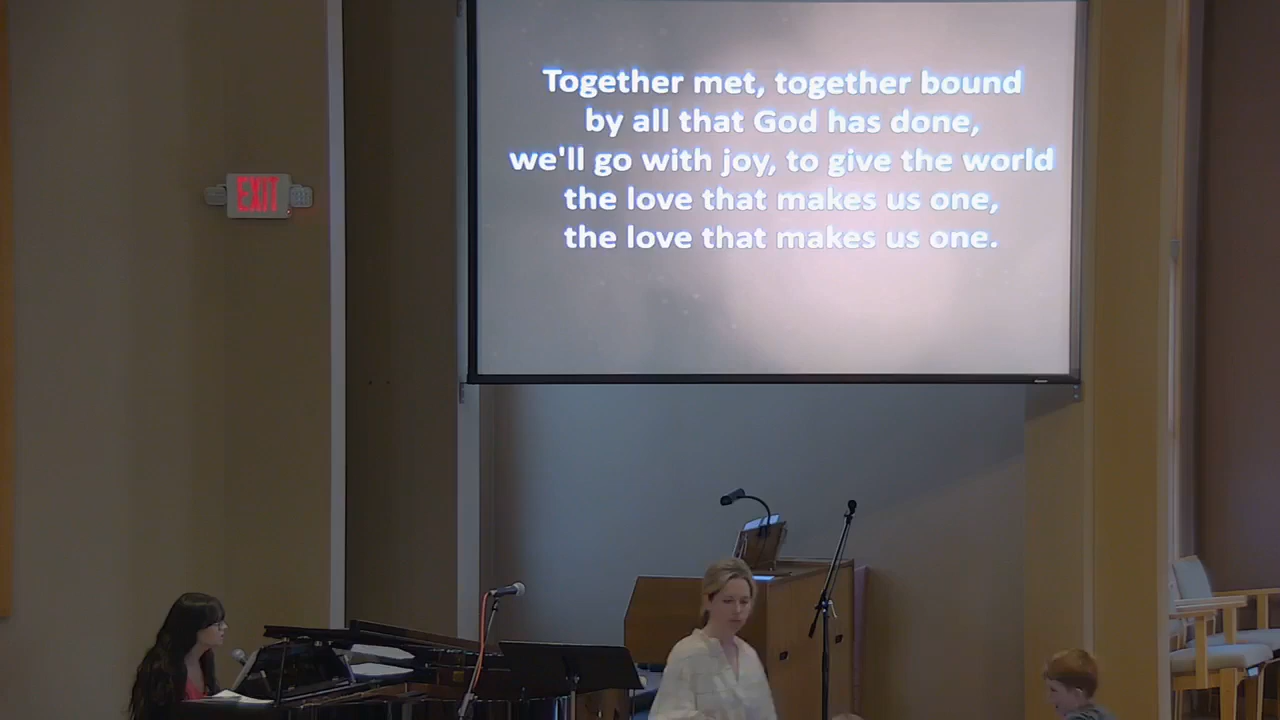 Together met, together bound
by all that God has done,
we'll go with joy, to give the world
the love that makes us one,
the love that makes us one.
EXIT